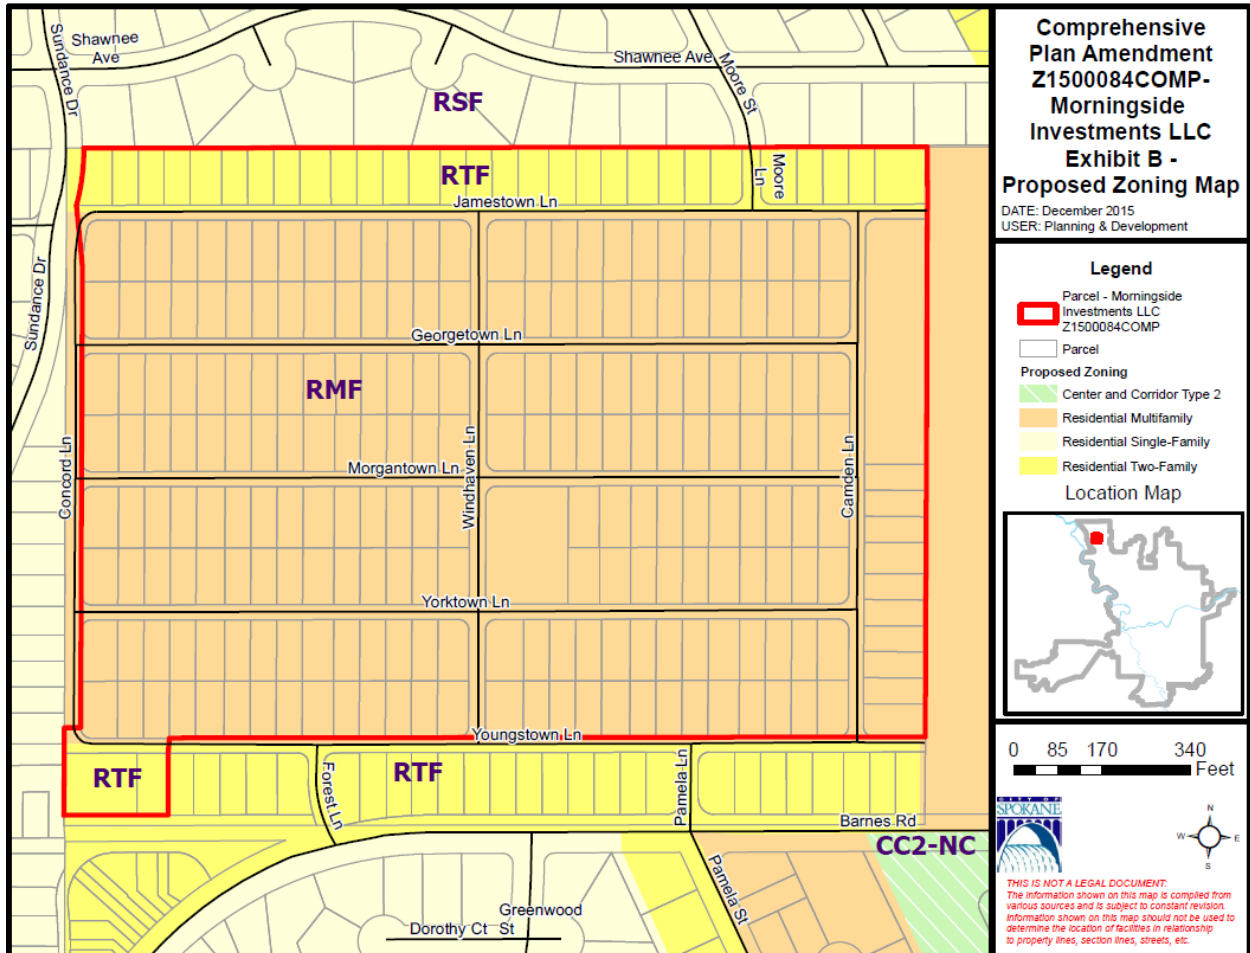 Shawnee
Ave
Sundance Dr
Shawnee Ave
Moore St
RSF
RTF
Moore
Ln
Jamestown Ln
Sundance Dr
Georgetown Ln
RMF
Concord Ln
Morgantown Ln
Windhaven Ln
Camden Ln
Yorktown Ln
Youngstown Ln
RTF
Forest Ln
RTF
Pamela Ln
Barnes Rd
CC2-NC
Pamela St
Greenwood
St
Dorothy Ct
Comprehensive
Plan Amendment
Z1500084COMP-
Morningside
Investments LLC
Exhibit B -
Proposed Zoning Map
DATE: December 2015
USER: Planning & Development
Legend
Parcel - Morningside
Investments LLC
Z1500084COMP
Parcel
Proposed Zoning
Center and Corridor Type 2
Residential Multifamily
Residential Single-Family
Residential Two-Family
Location Map
0 85 170 340
Feet
CITY OF
SPOKANE
N
W E
S
THIS IS NOT A LEGAL DOCUMENT:
The information shown on this map is compiled from
various sources and is subject to constant revision.
Information shown on this map should not be used to
determine the location of facilities in relationship
to property lines, section lines, streets, etc.